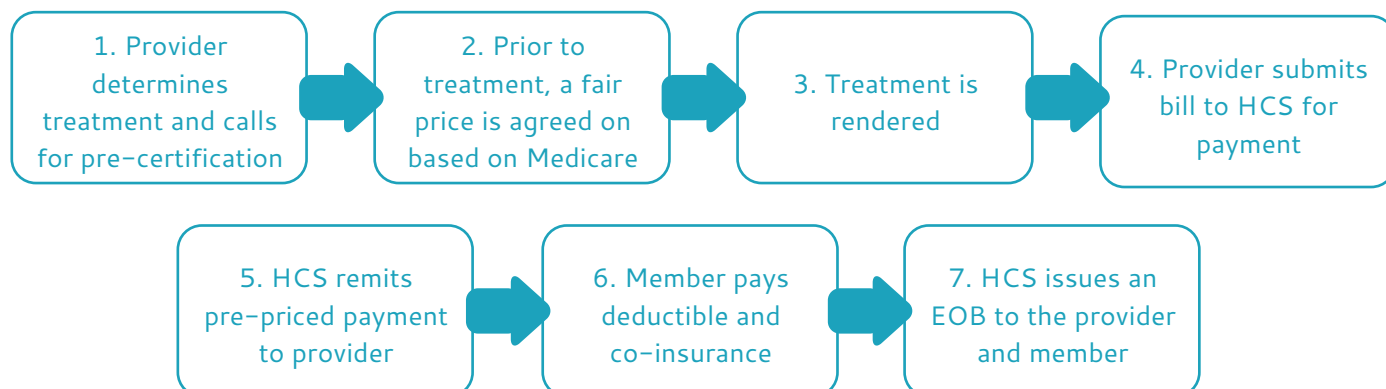 1. Provider
determines
treatment and calls
for pre-certification
2. Prior to
treatment, a fair
price is agreed on
based on Medicare
3. Treatment is
rendered
4. Provider submits
bill to HCS for
payment
5. HCS remits
pre-priced payment
to provider
6. Member pays
deductible and
co-insurance
7. HCS issues an
EOB to the provider
and member